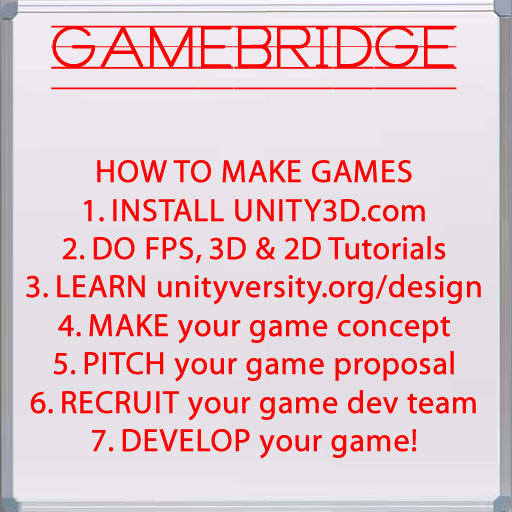 GAMEBRIDGE
HOW TO MAKE GAMES
1. INSTALL UNITY3D.com
2. DO FPS, 3D & 2D Tutorials
3. LEARN unityversity.org/design
4. MAKE your game concept
5. PITCH your game proposal
6. RECRUIT your game dev team
7. DEVELOP your game!